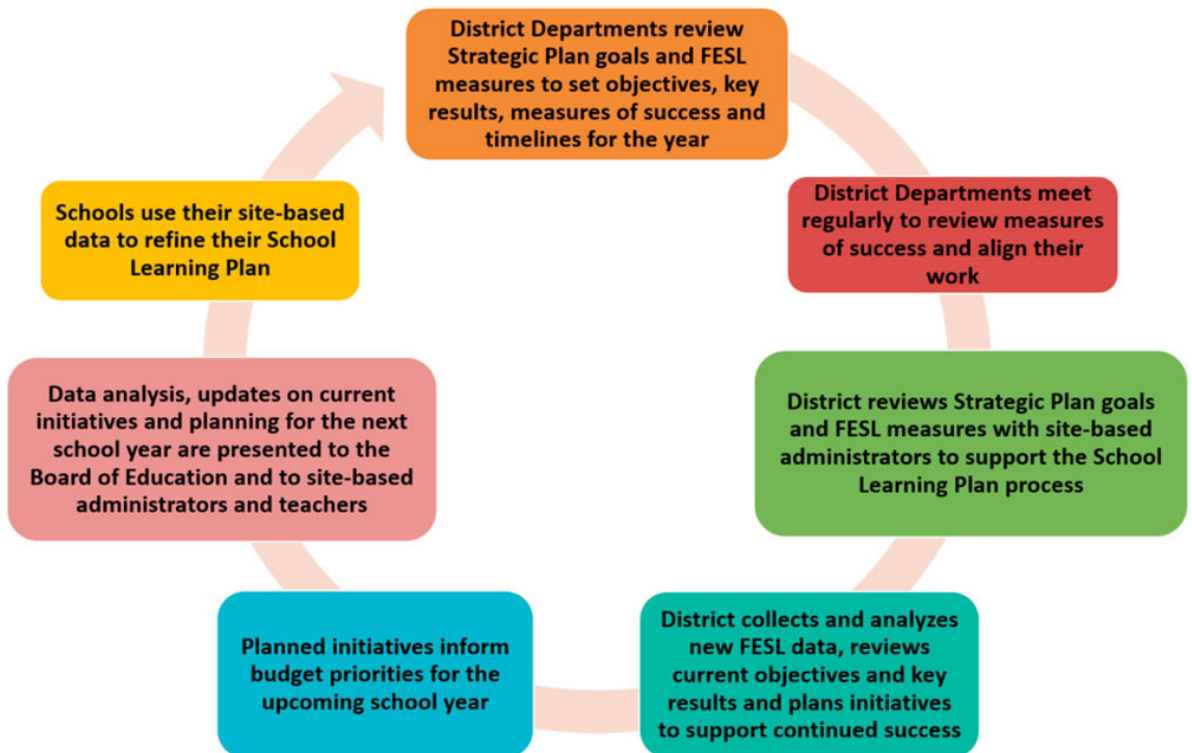 District Departments review
Strategic Plan goals and FESL
measures to set objectives, key
results, measures of success and
timelines for the year
District Departments meet
regularly to review measures
of success and align their
work
District reviews Strategic Plan goals
and FESL measures with site-based
administrators to support the School
Learning Plan process
District collects and analyzes
new FESL data, reviews
current objectives and key
results and plans initiatives
to support continued success
Planned initiatives inform
budget priorities for the
upcoming school year
Data analysis, updates on current
initiatives and planning for the next
school year are presented to the
Board of Education and to site-based
administrators and teachers
Schools use their site-based
data to refine their School
Learning Plan